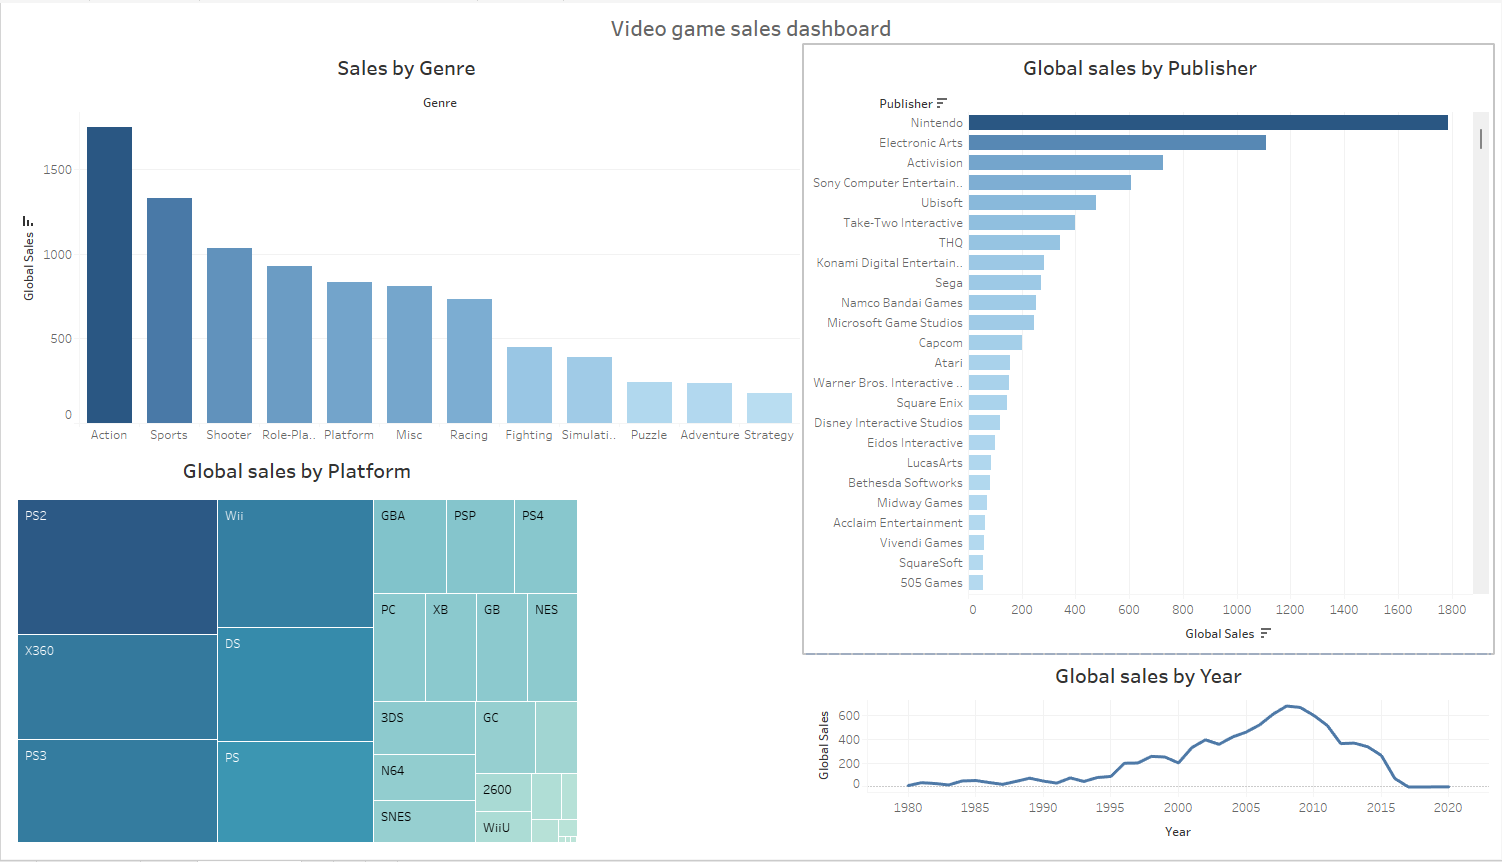 Video game sales dashboard
Sales by Genre
Genre
Global Sales
1500
1000
500
0
Action Sports Shooter Role-Pla.. Platform Misc Racing Fighting Simulati.. Puzzle Adventure Strategy
Global sales by Platform
PS2
X360
PS3
Wii
DS
PS
GBA
PSP
PS4
PC
XB
GB
NES
3DS
N64
SNES
GC
2600
WiiU
Global sales by Publisher
Publisher
Nintendo
Electronic Arts
Activision
Sony Computer Entertain..
Ubisoft
Take-Two Interactive
THQ
Konami Digital Entertain..
Sega
Namco Bandai Games
Microsoft Game Studios
Capcom
Atari
Warner Bros. Interactive ..
Square Enix
Disney Interactive Studios
Eidos Interactive
LucasArts
Bethesda Softworks
Midway Games
Acclaim Entertainment
Vivendi Games
SquareSoft
505 Games
0 200 400 600 800 1000 1200 1400 1600 1800
Global Sales
Global sales by Year
Global Sales
600
400
200
0
1980 1985 1990 1995 2000 2005 2010 2015 2020
Year